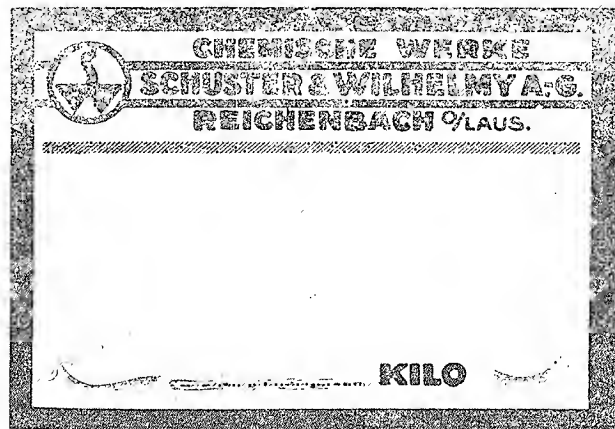 CHEMISCHE WERKE
SCHUSTER & WILHELMY A.-G.
REICHENBACH O/LAUS.
KILO